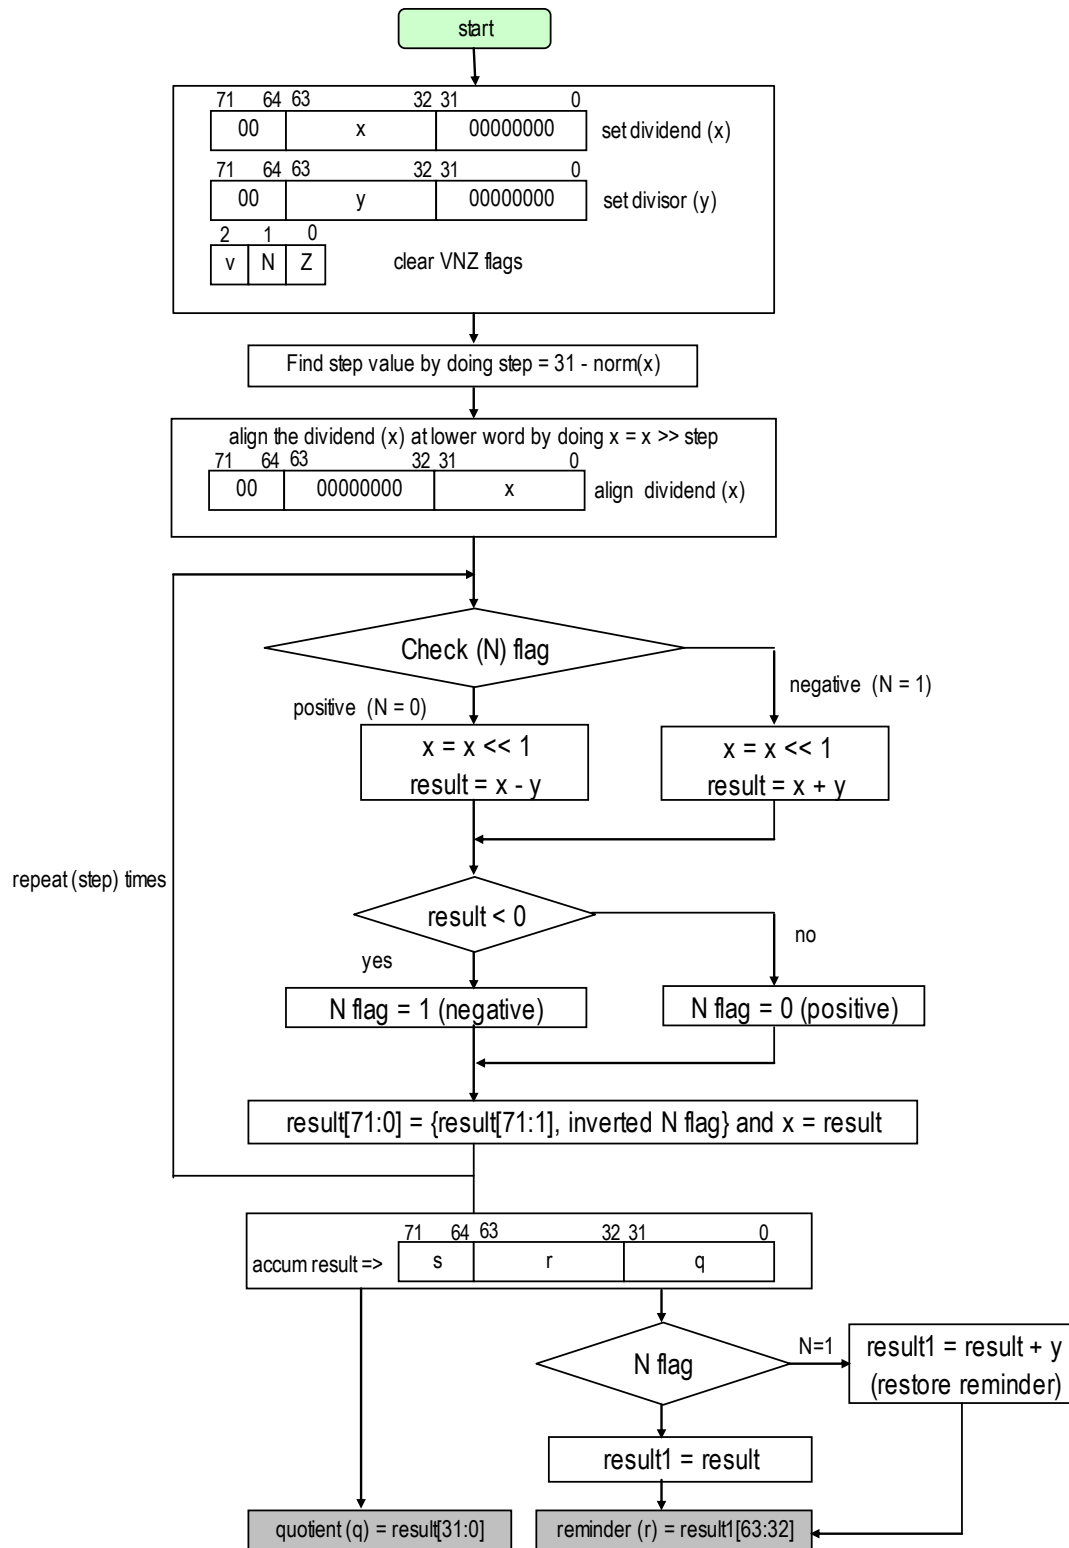 start
71 64 63 32 31 0
00 x 00000000 set dividend (x)
71 64 63 32 31 0
00 y 00000000 set divisor (y)
2 1 0
v N Z clear VNZ flags
Find step value by doing step = 31 - norm(x)
align the dividend (x) at lower word by doing x = x >> step
71 64 63 32 31 0
00 00000000 x align dividend (x)
Check (N) flag
negative (N = 1)
positive (N = 0)
x = x << 1
result = x - y
x = x << 1
result = x + y
repeat (step) times
result < 0
no
yes
N flag = 1 (negative)
N flag = 0 (positive)
result[71:0] = {result[71:1], inverted N flag} and x = result
71 64 63 32 31 0
accum result => s r q
N flag
N=1
result1 = result + y
(restore reminder)
result1 = result
quotient (q) = result[31:0]
reminder (r) = result1[63:32]